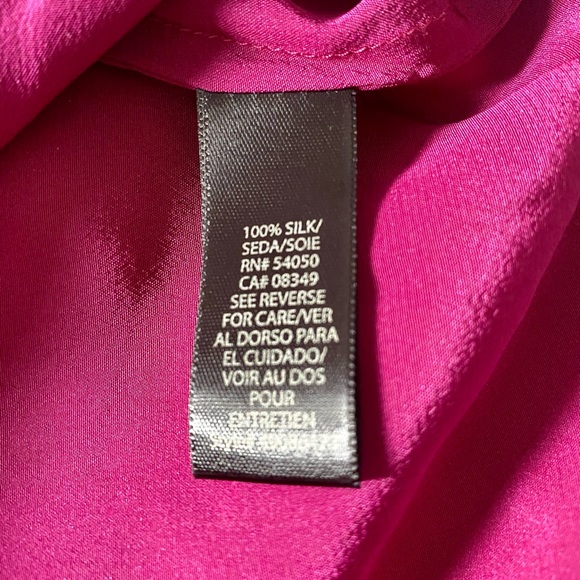 100% SILK/
SEDA/SOIE
RN# 54050
CA# 08349
SEE REVERSE
FOR CARE/VER
AL DORSO PARA
EL CUIDADO/
VOIR AU DOS
POUR
ENTRETIEN